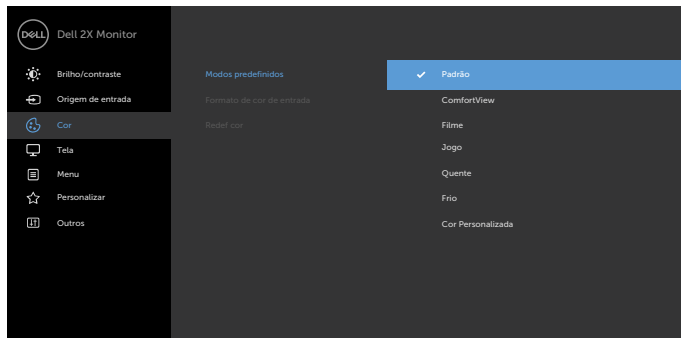 DELL Dell 2X Monitor
Brilho/contraste Modos predefinidos Padrão
Origem de entrada Formato de cor de entrada ComfortView
Cor Redef cor Filme
Tela Jogo
Menu Quente
Personalizar Frio
Outros Cor Personalizada